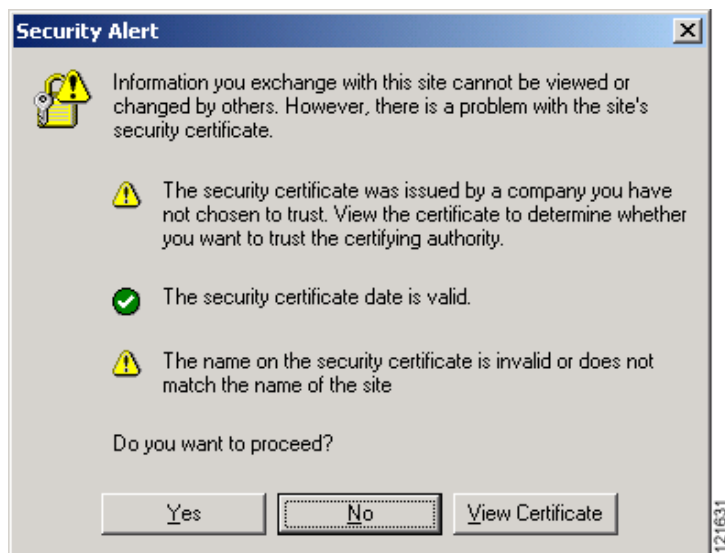 Security Alert
Information you exchange with this site cannot be viewed or
changed by others. However, there is a problem with the site's
security certificate.
The security certificate was issued by a company you have
not chosen to trust. View the certificate to determine whether
you want to trust the certifying authority.
The security certificate date is valid.
The name on the security certificate is invalid or does not
match the name of the site
Do you want to proceed?
Yes
No
View Certificate
121631